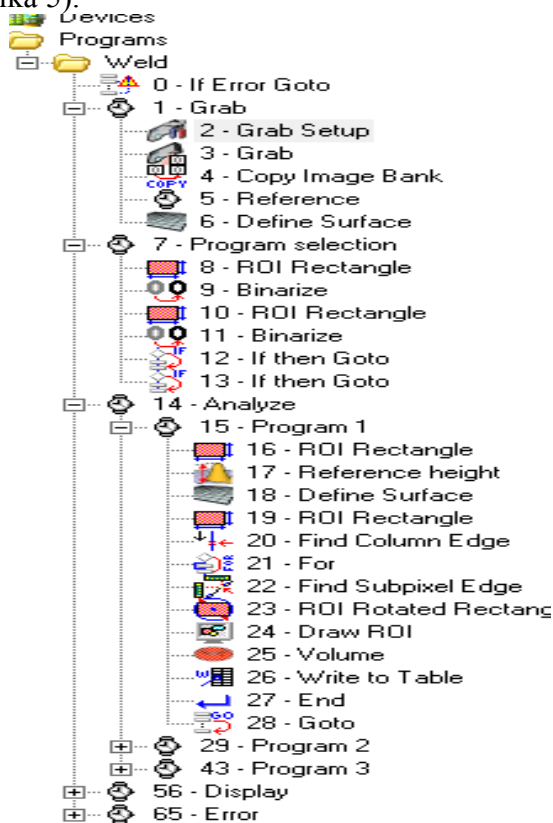 ka 5).
Devices
Programs
Weld
0 - If Error Goto
1 - Grab
2 - Grab Setup
3 - Grab
4 - Copy Image Bank
5 - Reference
6 - Define Surface
7 - Program selection
8 - ROI Rectangle
9 - Binarize
10 - ROI Rectangle
11 - Binarize
12 - If then Goto
13 - If then Goto
14 - Analyze
15 - Program 1
16 - ROI Rectangle
17 - Reference height
18 - Define Surface
19 - ROI Rectangle
20 - Find Column Edge
21 - For
22 - Find Subpixel Edge
23 - ROI Rotated Rectang
24 - Draw ROI
25 - Volume
26 - Write to Table
27 - End
28 - Goto
29 - Program 2
43 - Program 3
56 - Display
65 - Error